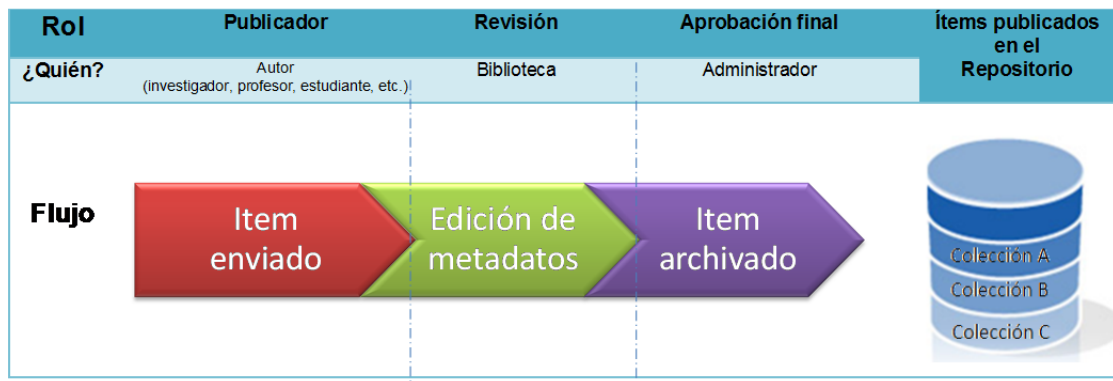 Rol Publicador Revisión Aprobación final Ítems publicados
en el
Repositorio
¿Quién? Autor Biblioteca Administrador
(investigador, profesor, estudiante, etc.)
Flujo
Item
enviado
Edición de
metadatos
Item
archivado
Colección A
Colección B
Colección C